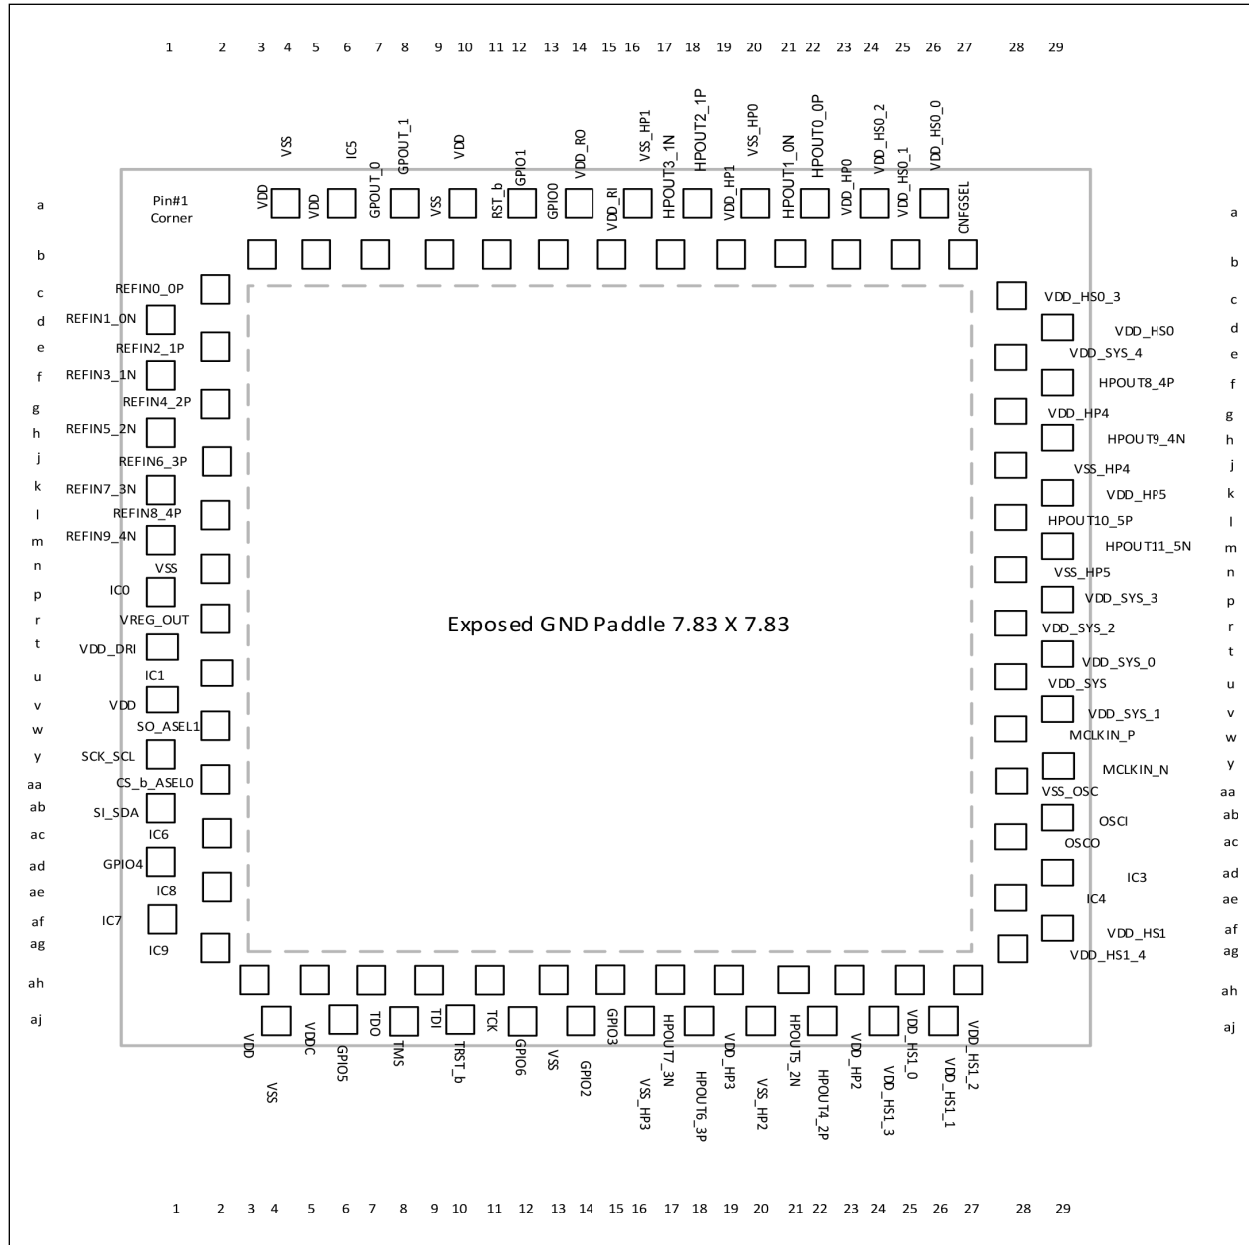 1 2 3 4 5 6 7 8 9 10 11 12 13 14 15 16 17 18 19 20 21 22 23 24 25 26 27 28 29
VDD
VSS
VDD
IC5
GPOUT_0
GPOUT_1
VSS
VDD
RST_b
GPIO1
GPIO0
VDD_RO
VDD_RI
VSS_HP1
HPOUT3_1N
HPOUT2_1P
VDD_HP1
VSS_HP0
HPOUT1_0N
HPOUT0_0P
VDD_HP0
VDD_HS0_2
VDD_HS0_1
VDD_HS0_0
CNFGSEL
a Pin#1 a
Corner
b b
c REFIN0_0P VDD_HS0_3 c
d REFIN1_0N VDD_HS0 d
e REFIN2_1P VDD_SYS_4 e
f REFIN3_1N HPOUT8_4P f
g REFIN4_2P VDD_HP4 g
h REFIN5_2N HPOUT9_4N h
j REFIN6_3P VSS_HP4 j
k REFIN7_3N VDD_HP5 k
l REFIN8_4P HPOUT10_5P l
m REFIN9_4N HPOUT11_5N m
n VSS VSS_HP5 n
p IC0 VDD_SYS_3 p
r VREG_OUT Exposed GND Paddle 7.83 X 7.83 VDD_SYS_2 r
t VDD_DRI VDD_SYS_0 t
u IC1 VDD_SYS u
v VDD VDD_SYS_1 v
w SO_ASEL1 MCLKIN_P w
y SCK_SCL MCLKIN_N y
aa CS_b_ASEL0 VSS_OSC aa
ab SI_SDA OSCI ab
ac IC6 OSCO ac
ad GPIO4 IC3 ad
ae IC8 IC4 ae
af IC7 VDD_HS1 af
ag IC9 VDD_HS1_4 ag
ah ah
aj aj
VDD
VSS
VDDC
GPIO5
TDO
TMS
TDI
TRST_b
TCK
GPIO6
VSS
GPIO2
GPIO3
VSS_HP3
HPOUT7_3N
HPOUT6_3P
VDD_HP3
VSS_HP2
HPOUT5_2N
HPOUT4_2P
VDD_HP2
VDD_HS1_3
VDD_HS1_0
VDD_HS1_1
VDD_HS1_2
1 2 3 4 5 6 7 8 9 10 11 12 13 14 15 16 17 18 19 20 21 22 23 24 25 26 27 28 29